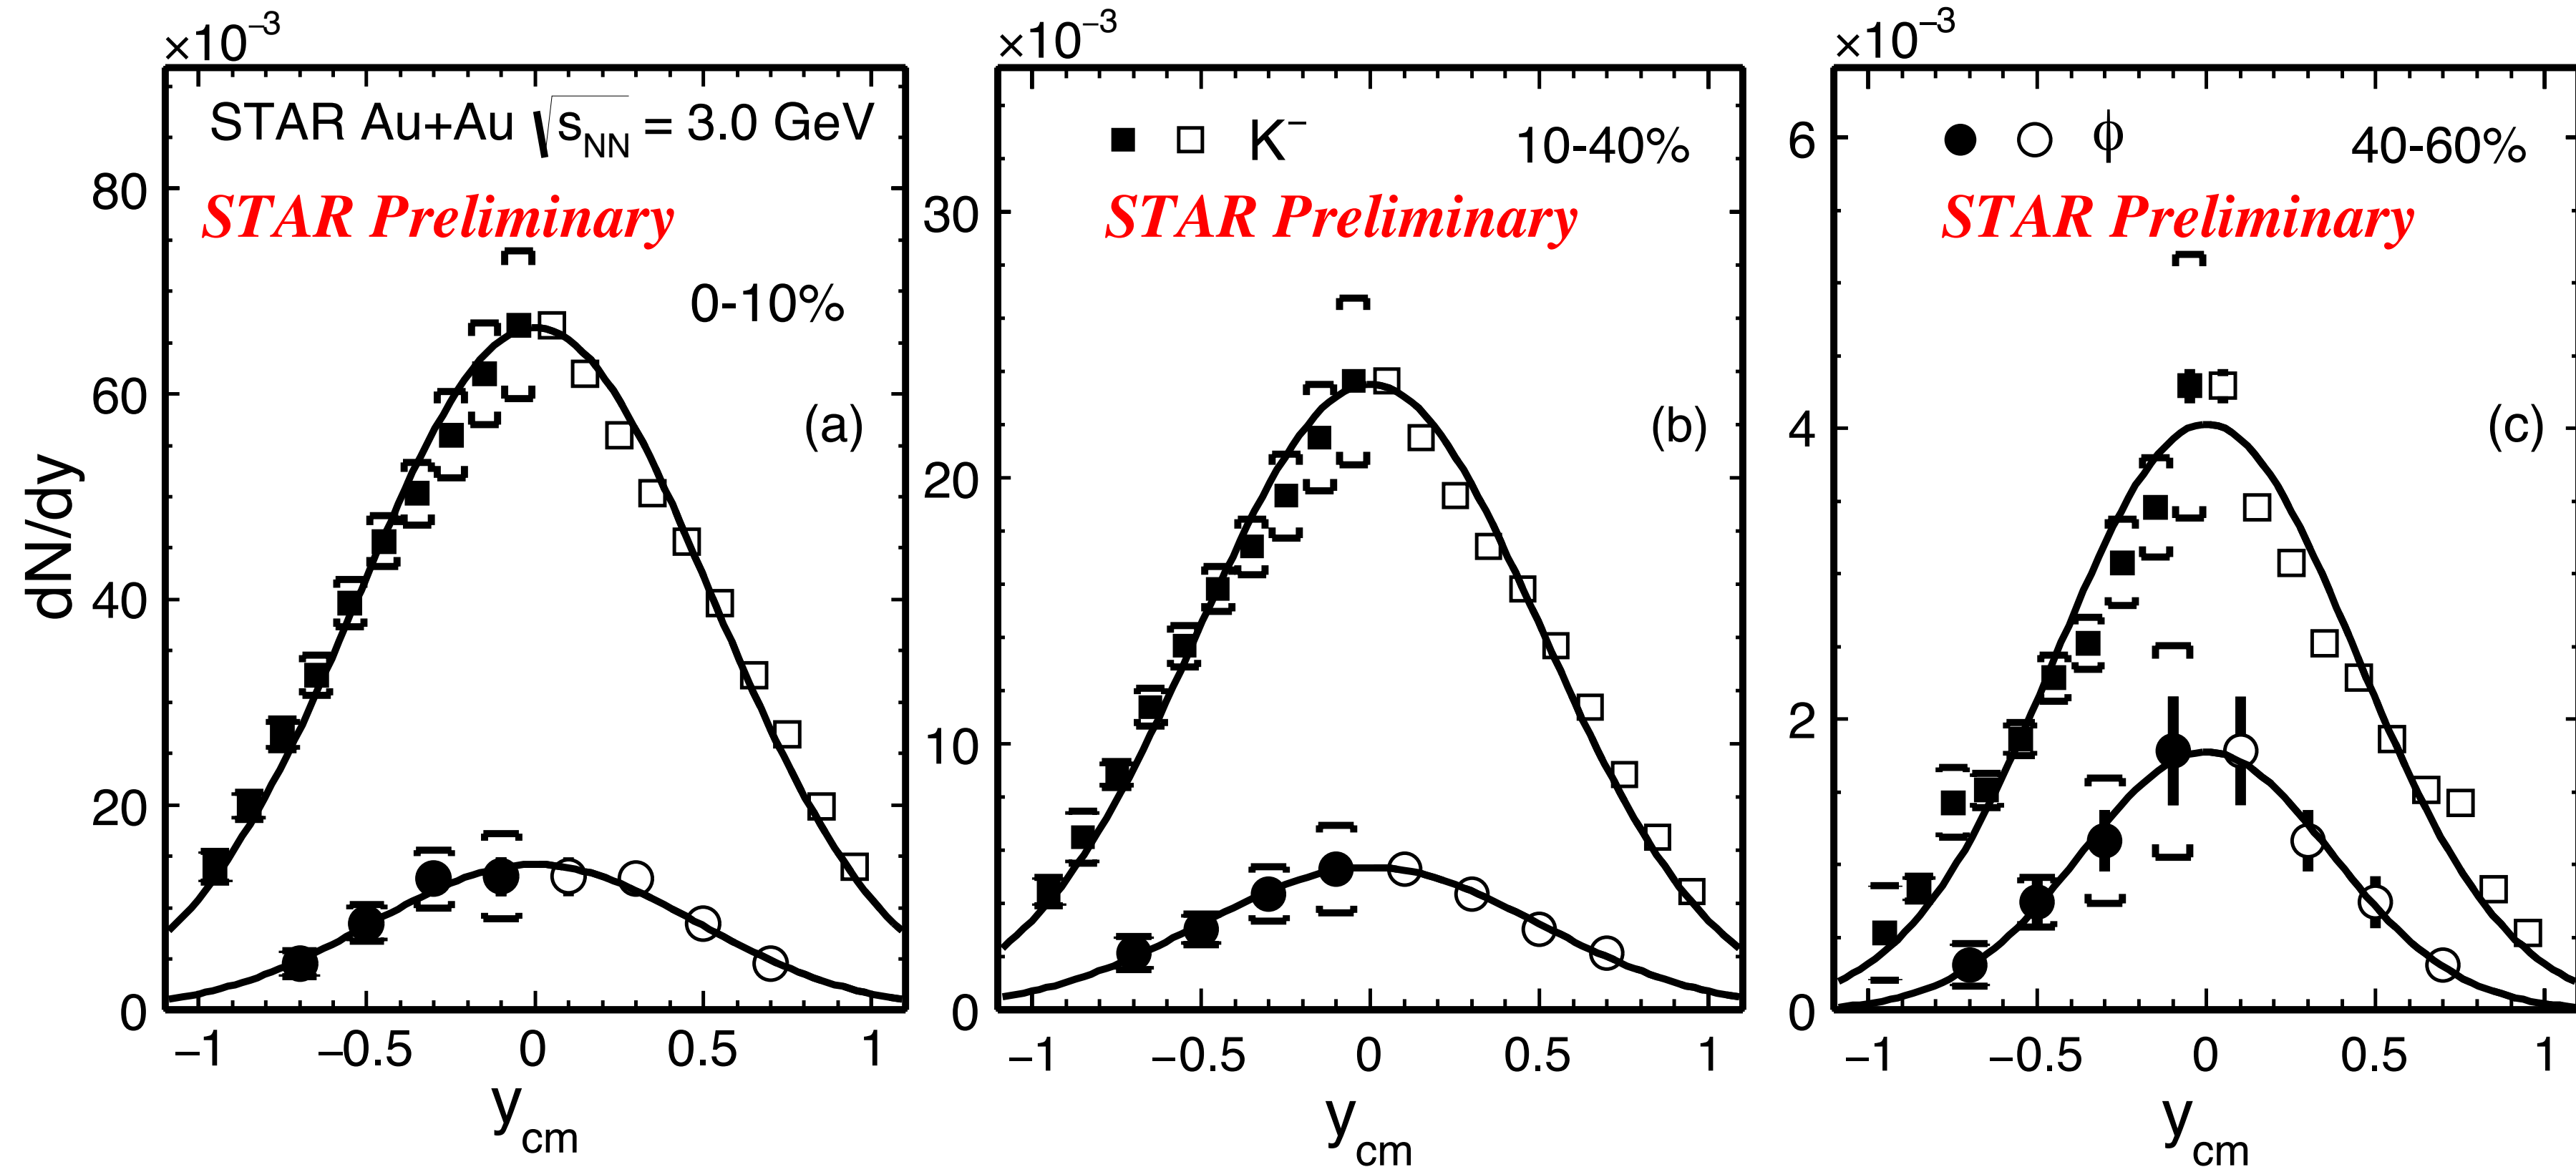 ×10⁻³ ×10⁻³ ×10⁻³
STAR Au+Au √sNN = 3.0 GeV
K⁻ 10-40%
ϕ 40-60%
STAR Preliminary STAR Preliminary STAR Preliminary
0-10%
(a) (b) (c)
dN/dy
80
60
40
20
0
30
20
10
0
6
4
2
0
−1 −0.5 0 0.5 1
−1 −0.5 0 0.5 1
−1 −0.5 0 0.5 1
ycm ycm ycm